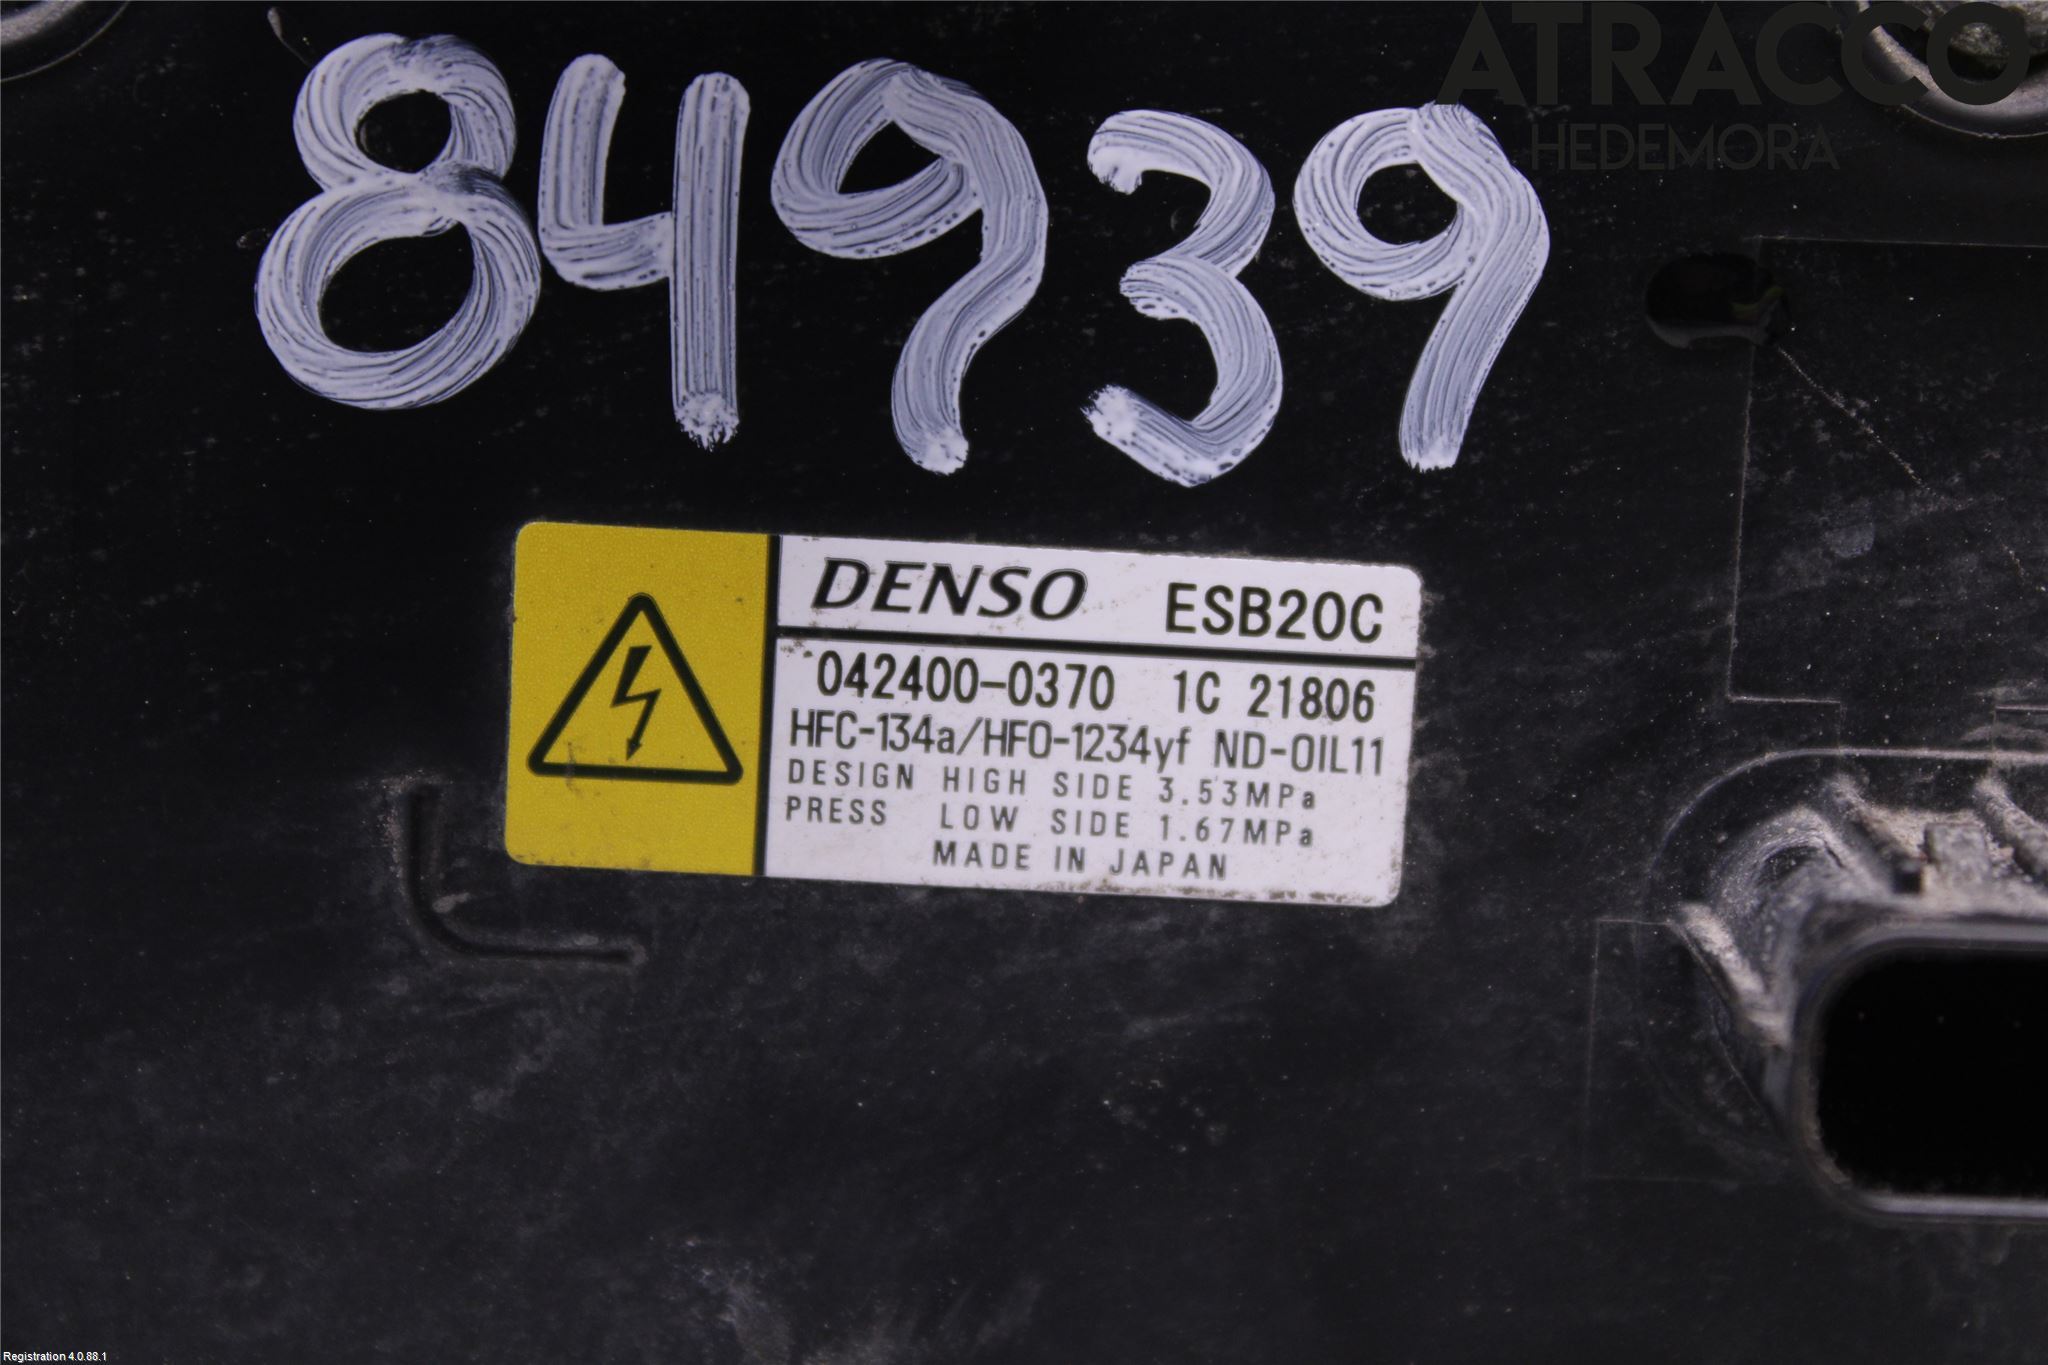 ATRACCO
HEDEMORA
84939
DENSO ESB20C
042400-0370 1C 21806
HFC-134a/HFO-1234yf ND-OIL11
DESIGN HIGH SIDE 3.53MPa
PRESS LOW SIDE 1.67MPa
MADE IN JAPAN
Registration 4.0.88.1